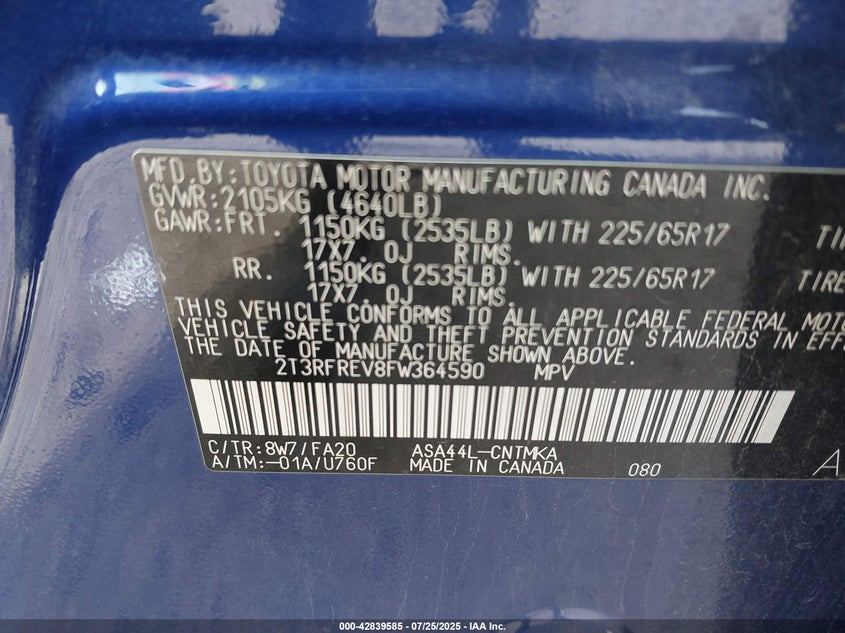 MFD. BY: TOYOTA MOTOR MANUFACTURING CANADA INC.
GVWR: 2105KG (4640LB)
GAWR: FRT. 1150KG (2535LB) WITH 225/65R17
17X7.0J RIMS.
RR. 1150KG (2535LB) WITH 225/65R17 TIRE
17X7.0J RIMS.
THIS VEHICLE CONFORMS TO ALL APPLICABLE FEDERAL MOTO
VEHICLE SAFETY AND THEFT PREVENTION STANDARDS IN EFF
THE DATE OF MANUFACTURE SHOWN ABOVE.
2T3RFREV8FW364590 MPV
C/TR: 8W7/FA20 ASA44L-CNTMKA
A/TM: -01A/U760F MADE IN CANADA 080 A
000-42839585 | 07/25/2025 - IAA Inc.